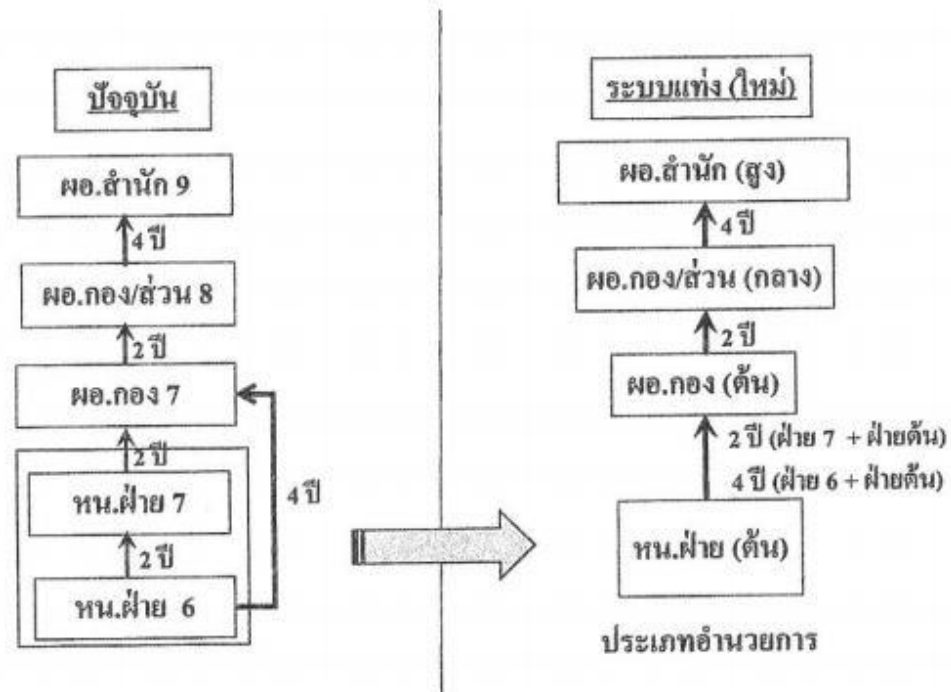 ปัจจุบัน
ผอ.สำนัก 9
4 ปี
ผอ.กอง/ส่วน 8
2 ปี
ผอ.กอง 7
2 ปี
หน.ฝ่าย 7
4 ปี
2 ปี
หน.ฝ่าย 6
ระบบแท่ง (ใหม่)
ผอ.สำนัก (สูง)
4 ปี
ผอ.กอง/ส่วน (กลาง)
2 ปี
ผอ.กอง (ต้น)
2 ปี (ฝ่าย 7 + ฝ่ายต้น)
4 ปี (ฝ่าย 6 + ฝ่ายต้น)
หน.ฝ่าย (ต้น)
ประเภทอำนวยการ